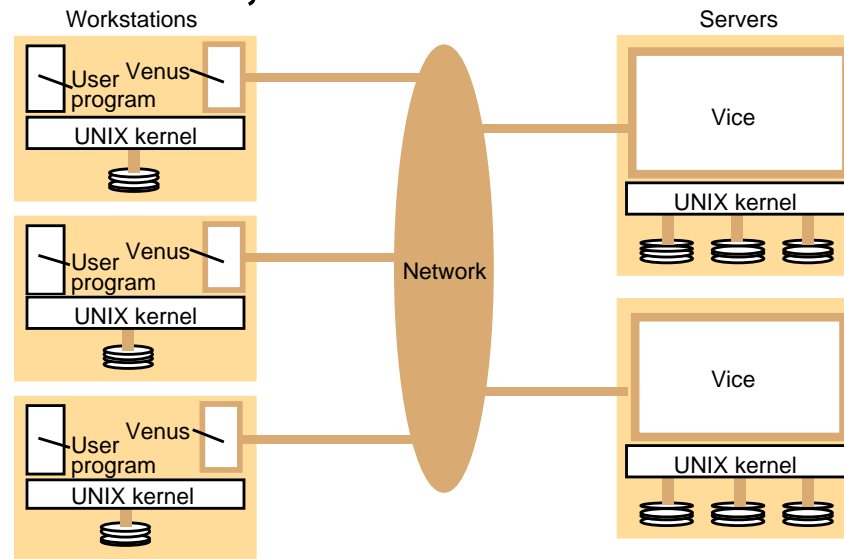 Workstations
Servers
User
program
Venus
UNIX kernel
User
program
Venus
UNIX kernel
User
program
Venus
UNIX kernel
Network
Vice
UNIX kernel
Vice
UNIX kernel